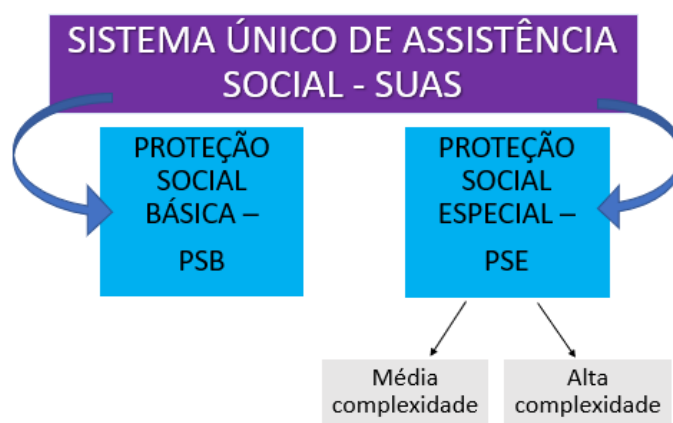 SISTEMA ÚNICO DE ASSISTÊNCIA
SOCIAL - SUAS
PROTEÇÃO
SOCIAL
BÁSICA –
PSB
PROTEÇÃO
SOCIAL
ESPECIAL –
PSE
Média
complexidade
Alta
complexidade